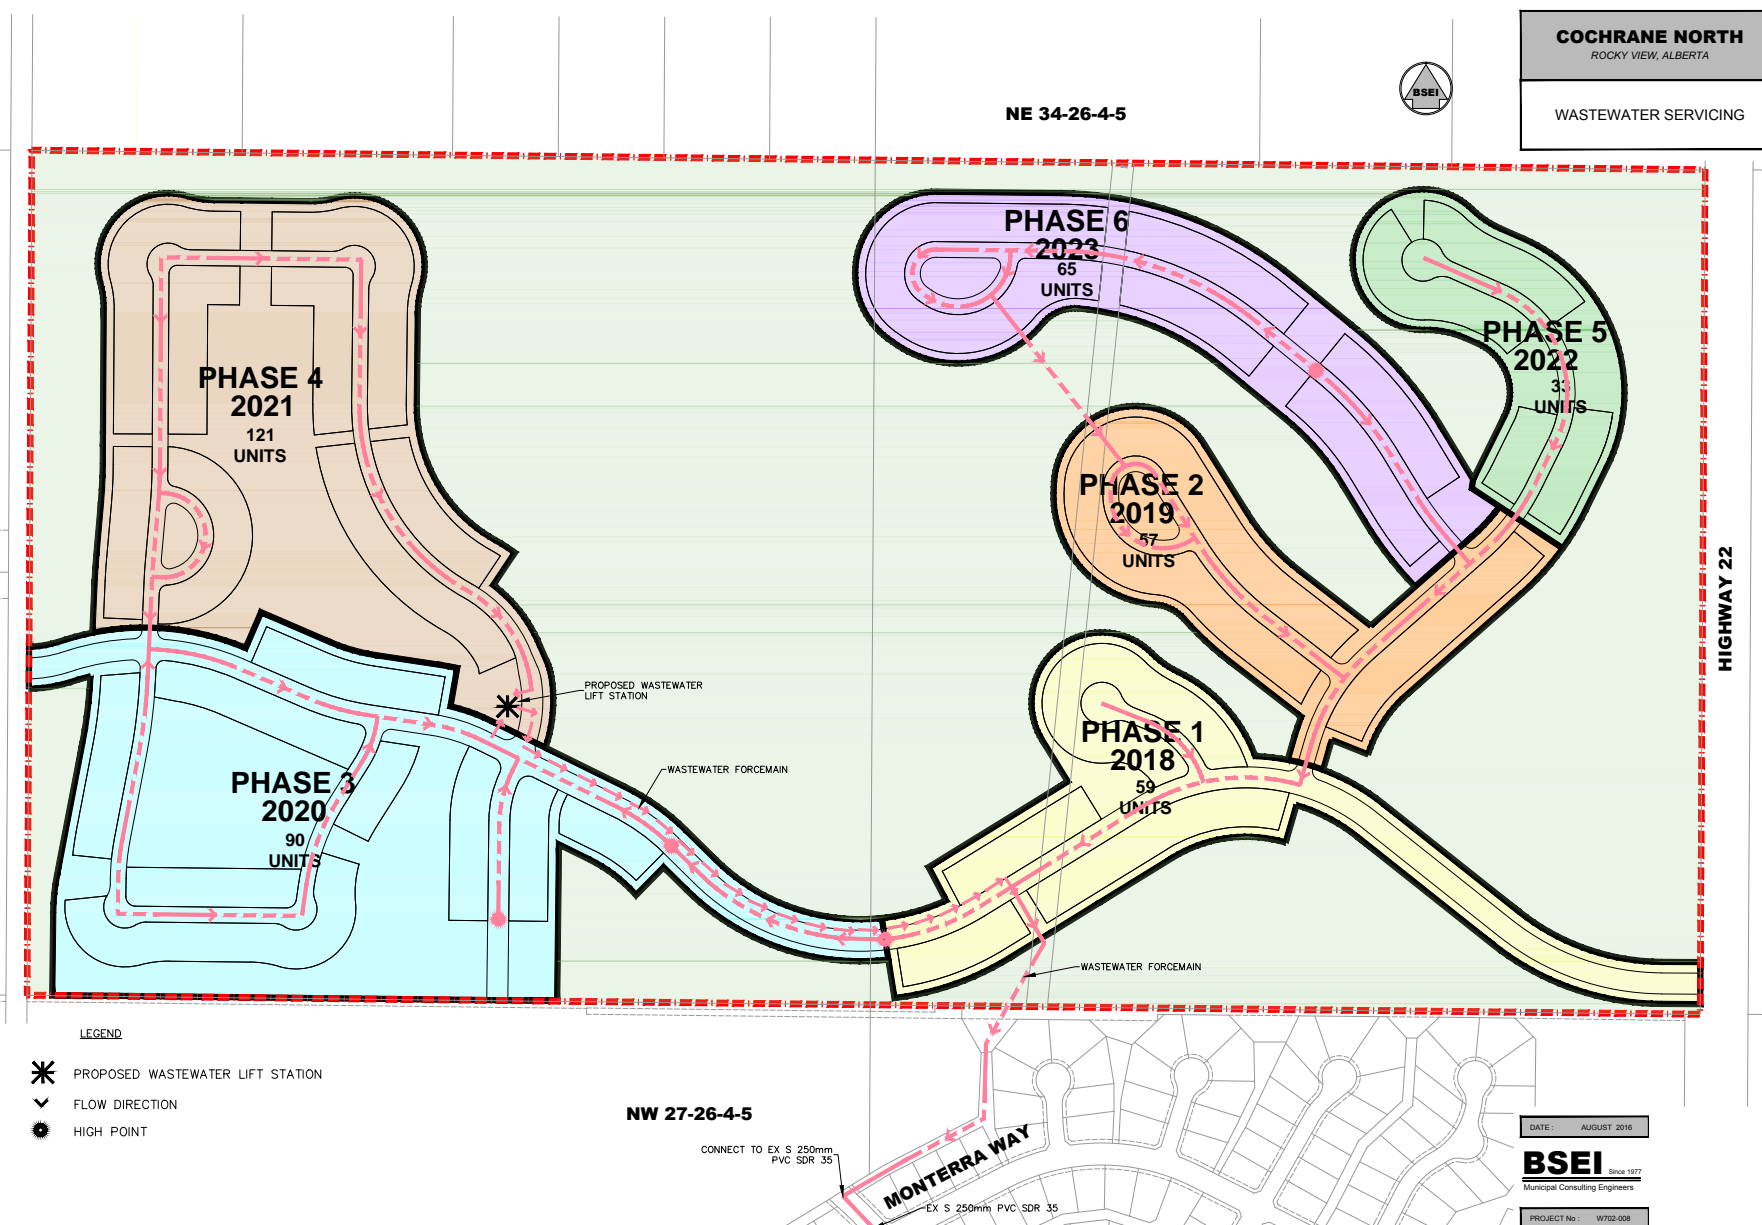 COCHRANE NORTH
ROCKY VIEW, ALBERTA
WASTEWATER SERVICING
BSEI
NE 34-26-4-5
PHASE 6
2023
65
UNITS
PHASE 5
2022
33
UNITS
PHASE 4
2021
121
UNITS
PHASE 2
2019
57
UNITS
HIGHWAY 22
PROPOSED WASTEWATER
LIFT STATION
PHASE 1
2018
59
UNITS
WASTEWATER FORCEMAIN
PHASE 3
2020
90
UNITS
WASTEWATER FORCEMAIN
LEGEND
PROPOSED WASTEWATER LIFT STATION
FLOW DIRECTION
HIGH POINT
NW 27-26-4-5
CONNECT TO EX S 250mm
PVC SDR 35
MONTERRA WAY
EX S 250mm PVC SDR 35
DATE : AUGUST 2016
BSEI Since 1977
Municipal Consulting Engineers
PROJECT No : W702-008